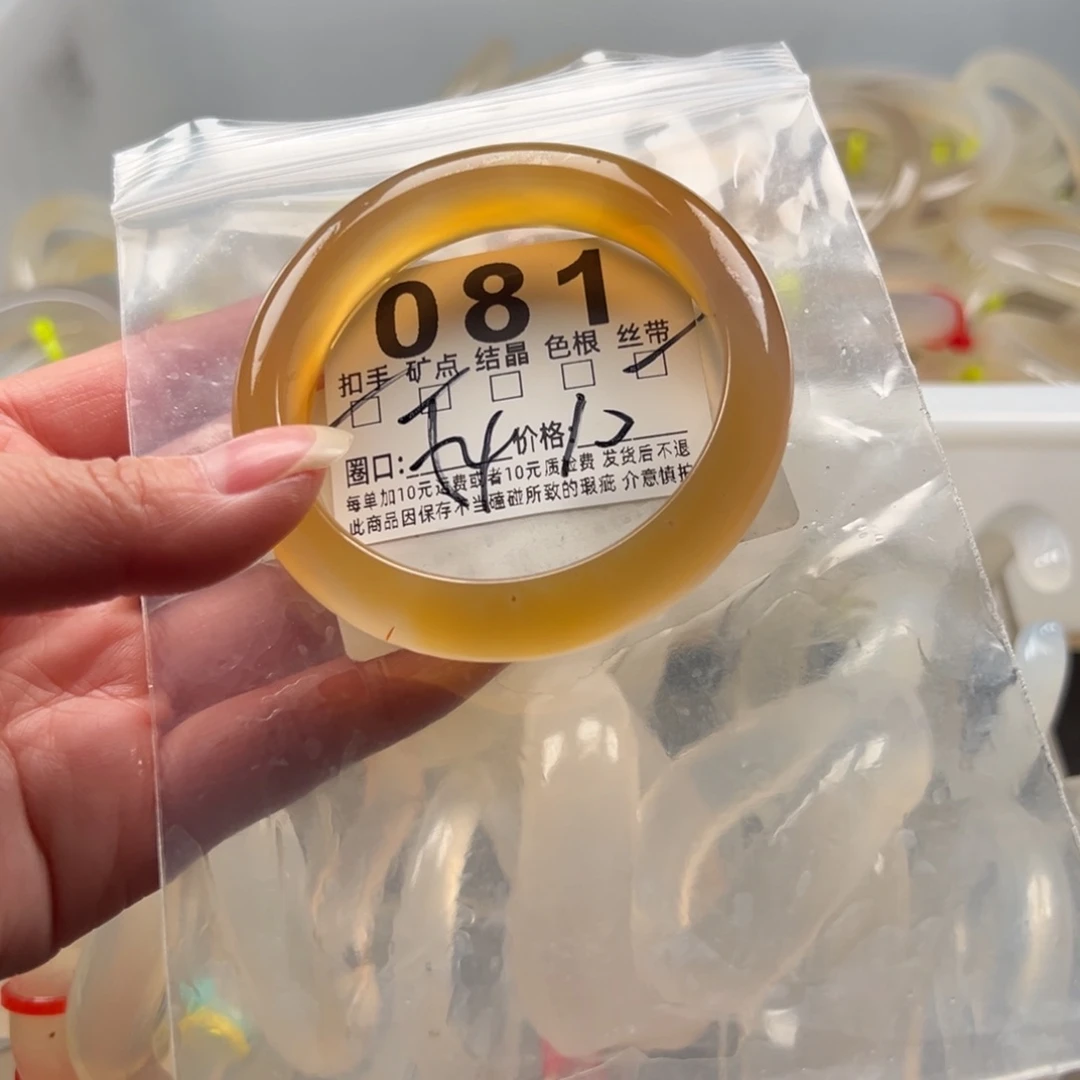 081
扣手 矿点 结晶 色根 丝带
圈口: 54 价格: 12
每单加10元运费或者10元质检费 发货后不退
此商品因保存不当磕碰所致的瑕疵 介意慎拍